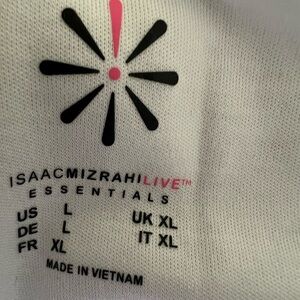 ISAACMIZRAHILIVE™
ESSENTIALS
US L UK XL
DE L IT XL
FR XL
MADE IN VIETNAM